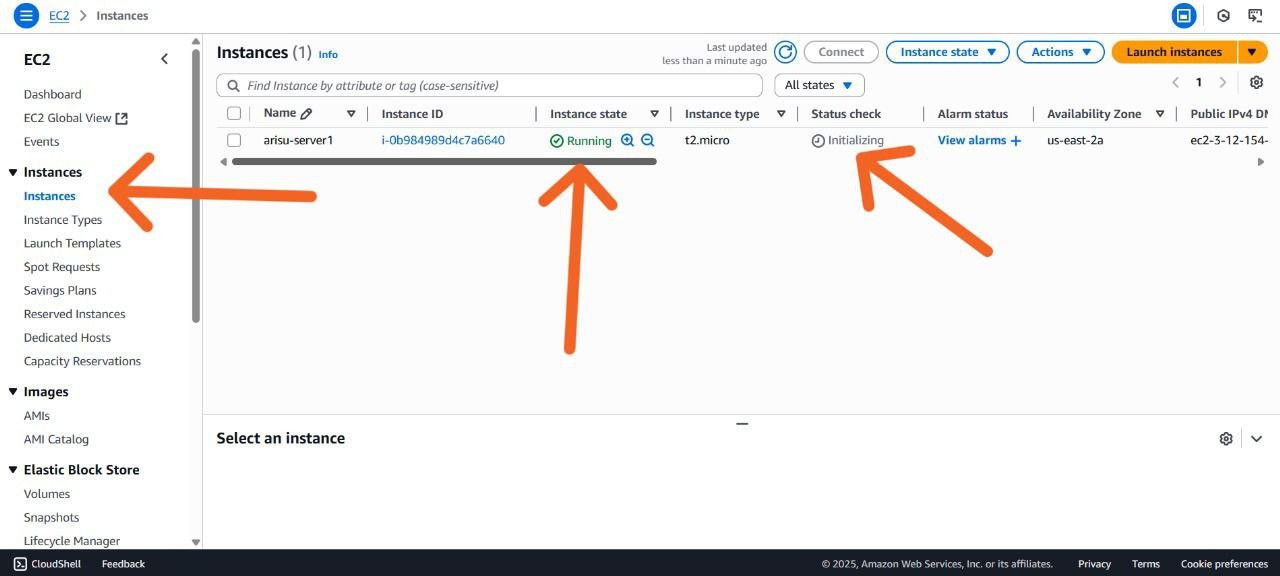 EC2 > Instances
EC2
Dashboard
EC2 Global View
Events
Instances
Instances
Instance Types
Launch Templates
Spot Requests
Savings Plans
Reserved Instances
Dedicated Hosts
Capacity Reservations
Images
AMIs
AMI Catalog
Elastic Block Store
Volumes
Snapshots
Lifecycle Manager
Instances (1) Info
Last updated
less than a minute ago
Connect
Instance state
Actions
Launch instances
Find Instance by attribute or tag (case-sensitive)
All states
1
Name Instance ID Instance state Instance type Status check Alarm status Availability Zone Public IPv4 DN
arisu-server1 i-0b984989d4c7a6640 Running t2.micro Initializing View alarms + us-east-2a ec2-3-12-154-
Select an instance
CloudShell Feedback © 2025, Amazon Web Services, Inc. or its affiliates. Privacy Terms Cookie preferences